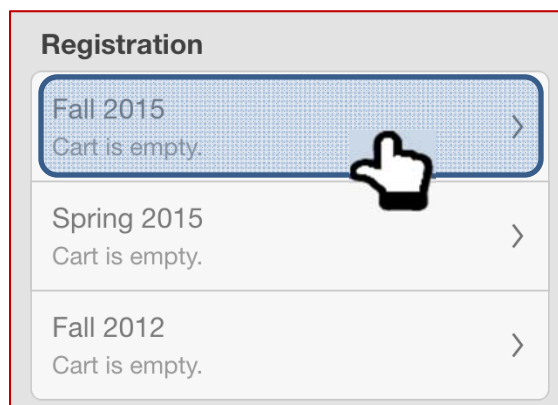 Registration
Fall 2015
Cart is empty.
Spring 2015
Cart is empty.
Fall 2012
Cart is empty.